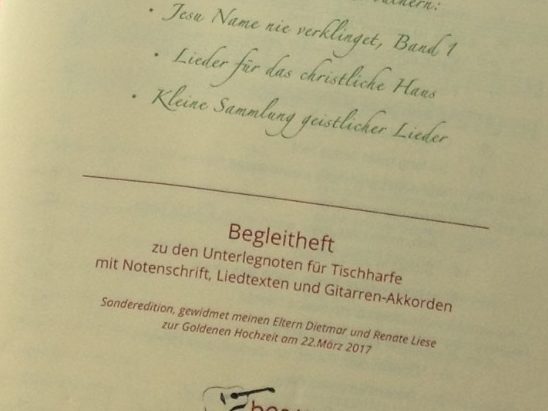 • Jesu Name nie verklinget, Band 1
• Lieder für das christliche Haus
• Kleine Sammlung geistlicher Lieder
Begleitheft
zu den Unterlegnoten für Tischharfe
mit Notenschrift, Liedtexten und Gitarren-Akkorden
Sonderedition, gewidmet meinen Eltern Dietmar und Renate Liese
zur Goldenen Hochzeit am 22.März 2017